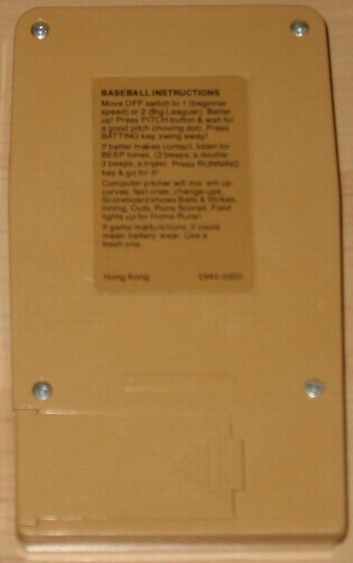 BASEBALL INSTRUCTIONS
Move OFF switch to 1 (beginner
speed) or 2 (Big Leaguer). Batter
up! Press PITCH button & wait for
a good pitch (moving dot). Press
BATTING key, swing away!
If batter makes contact, listen for
BEEP tones. (2 beeps, a double
3 beeps, a triple). Press RUNNING
key & go for it!
Computer pitcher will mix 'em up
curves, fast ones, change-ups.
Scoreboard shows Balls & Strikes,
Inning, Outs, Runs Scored. Field
lights up for Home Runs!
If game malfunctions, it could
mean battery wear. Use a
fresh one.
Hong Kong